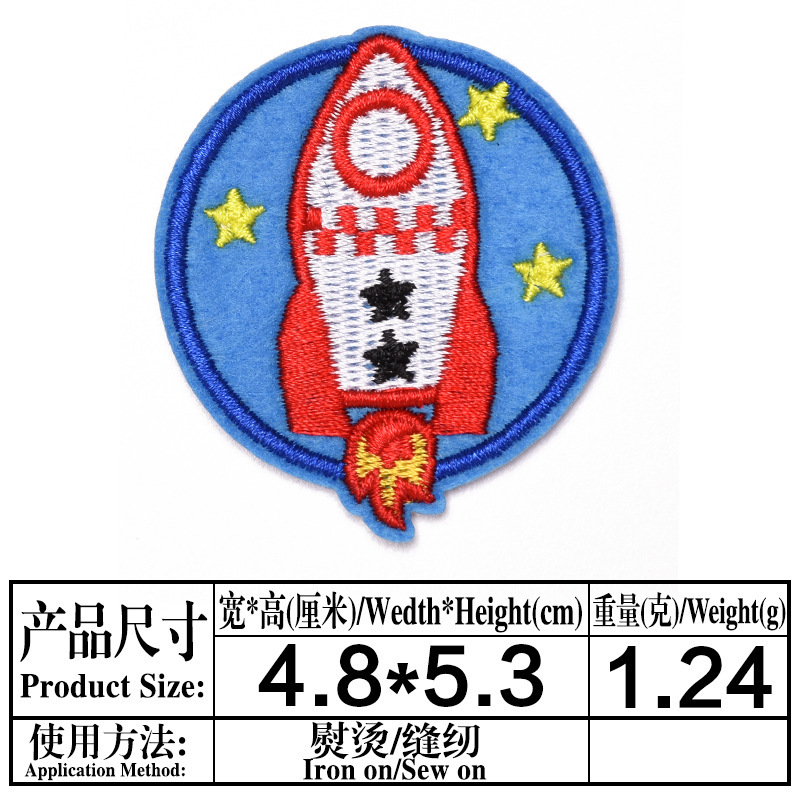 产品尺寸
Product Size:
宽*高(厘米)/Wedth*Height(cm)
重量(克)/Weight(g)
4.8*5.3
1.24
使用方法:
Application Method:
熨烫/缝纫
Iron on/Sew on